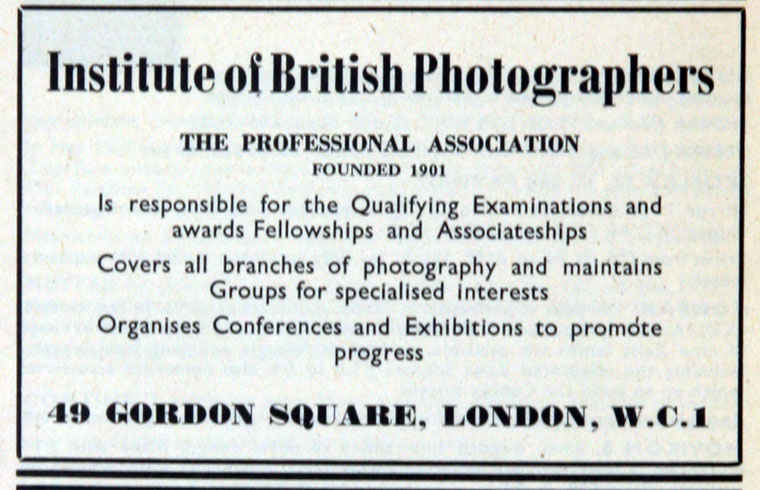 Institute of British Photographers
THE PROFESSIONAL ASSOCIATION
FOUNDED 1901
Is responsible for the Qualifying Examinations and
awards Fellowships and Associateships
Covers all branches of photography and maintains
Groups for specialised interests
Organises Conferences and Exhibitions to promote
progress
49 GORDON SQUARE, LONDON, W.C.1